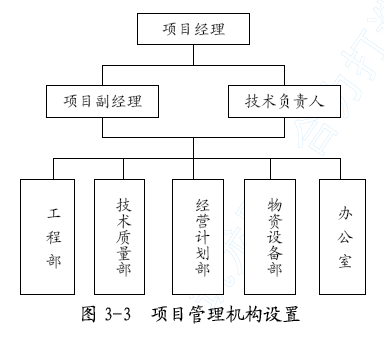 项目经理
项目副经理
技术负责人
工程部
技术质量部
经营计划部
物资设备部
办公室
图 3-3 项目管理机构设置